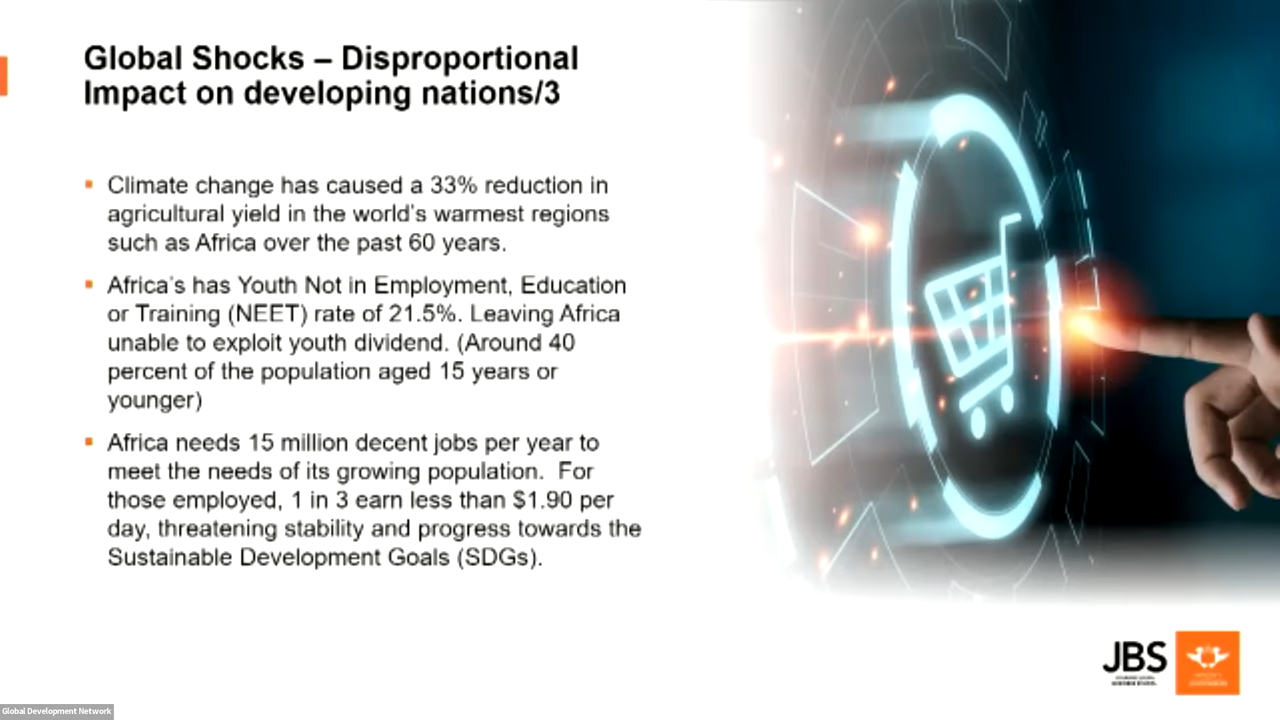 Global Shocks – Disproportional
Impact on developing nations/3
Climate change has caused a 33% reduction in
agricultural yield in the world's warmest regions
such as Africa over the past 60 years.
Africa's has Youth Not in Employment, Education
or Training (NEET) rate of 21.5%. Leaving Africa
unable to exploit youth dividend. (Around 40
percent of the population aged 15 years or
younger)
Africa needs 15 million decent jobs per year to
meet the needs of its growing population.  For
those employed, 1 in 3 earn less than $1.90 per
day, threatening stability and progress towards the
Sustainable Development Goals (SDGs).
JBS
Global Development Network